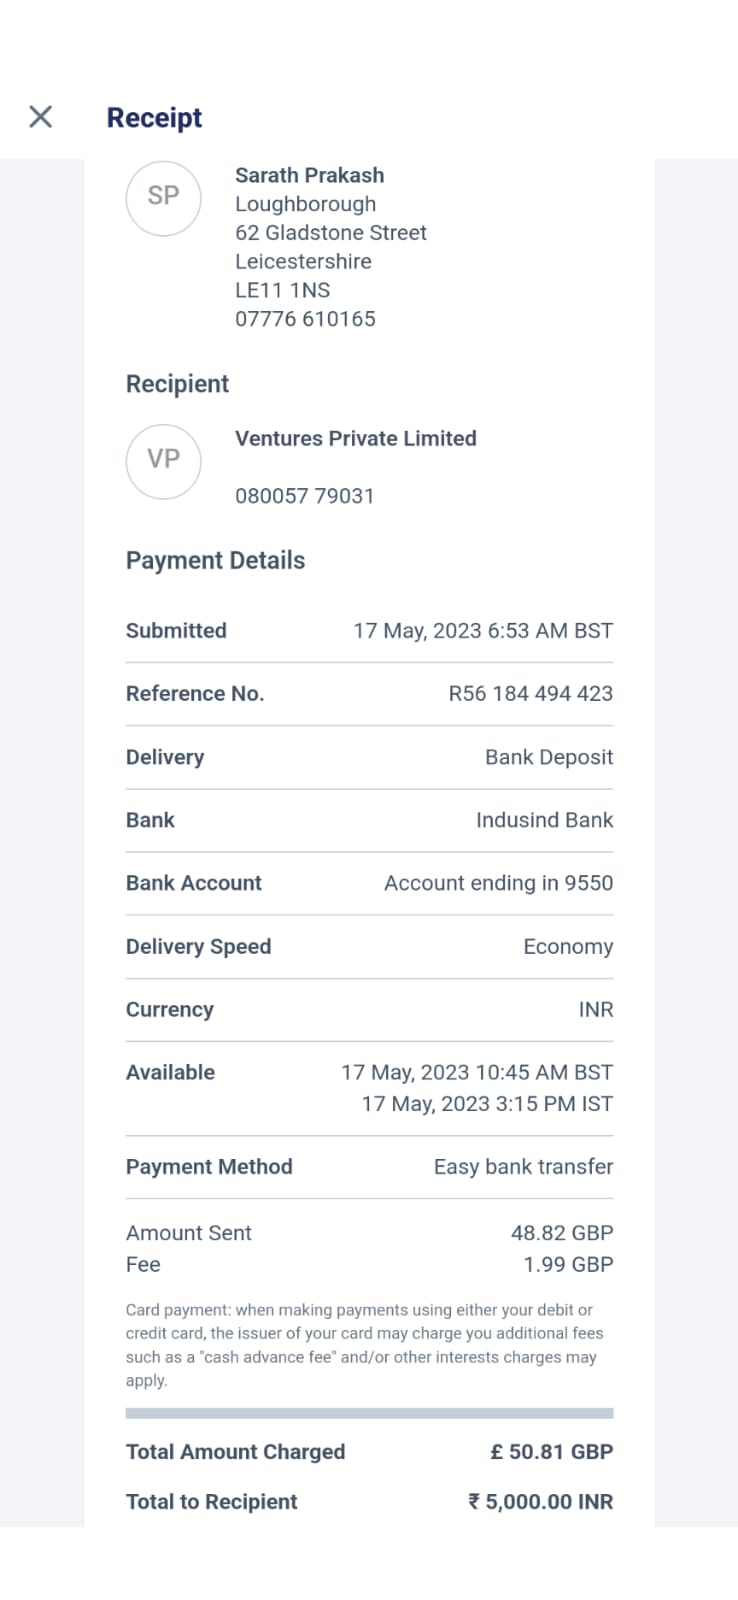 Receipt
SP
Sarath Prakash
Loughborough
62 Gladstone Street
Leicestershire
LE11 1NS
07776 610165
Recipient
VP
Ventures Private Limited
080057 79031
Payment Details
Submitted 17 May, 2023 6:53 AM BST
Reference No. R56 184 494 423
Delivery Bank Deposit
Bank Indusind Bank
Bank Account Account ending in 9550
Delivery Speed Economy
Currency INR
Available 17 May, 2023 10:45 AM BST
17 May, 2023 3:15 PM IST
Payment Method Easy bank transfer
Amount Sent 48.82 GBP
Fee 1.99 GBP
Card payment: when making payments using either your debit or
credit card, the issuer of your card may charge you additional fees
such as a "cash advance fee" and/or other interests charges may
apply.
Total Amount Charged £ 50.81 GBP
Total to Recipient ₹ 5,000.00 INR